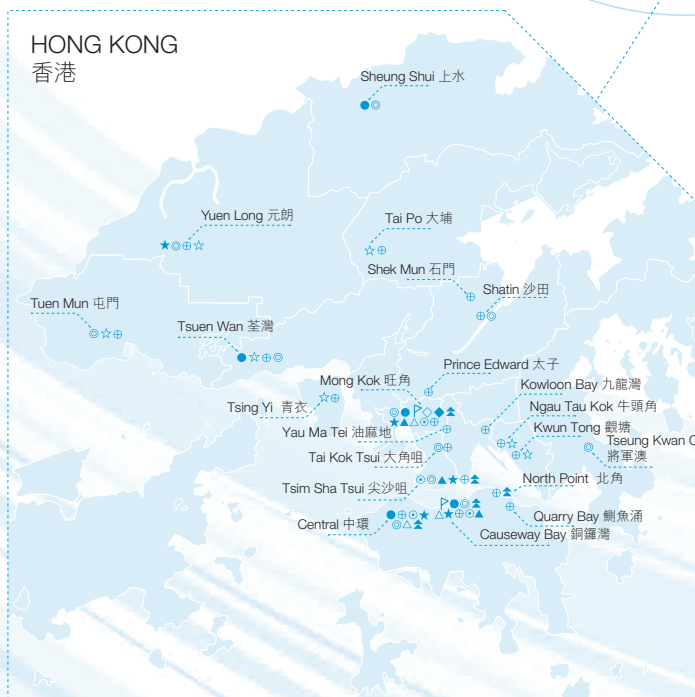 HONG KONG
香港
Sheung Shui 上水
Yuen Long 元朗
Tai Po 大埔
Shek Mun 石門
Shatin 沙田
Tuen Mun 屯門
Tsuen Wan 荃灣
Prince Edward 太子
Mong Kok 旺角
Kowloon Bay 九龍灣
Tsing Yi 青衣
Ngau Tau Kok 牛頭角
Yau Ma Tei 油麻地
Kwun Tong 觀塘
Tai Kok Tsui 大角咀
Tseung Kwan O
將軍澳
Tsim Sha Tsui 尖沙咀
North Point 北角
Central 中環
Quarry Bay 鰂魚涌
Causeway Bay 銅鑼灣